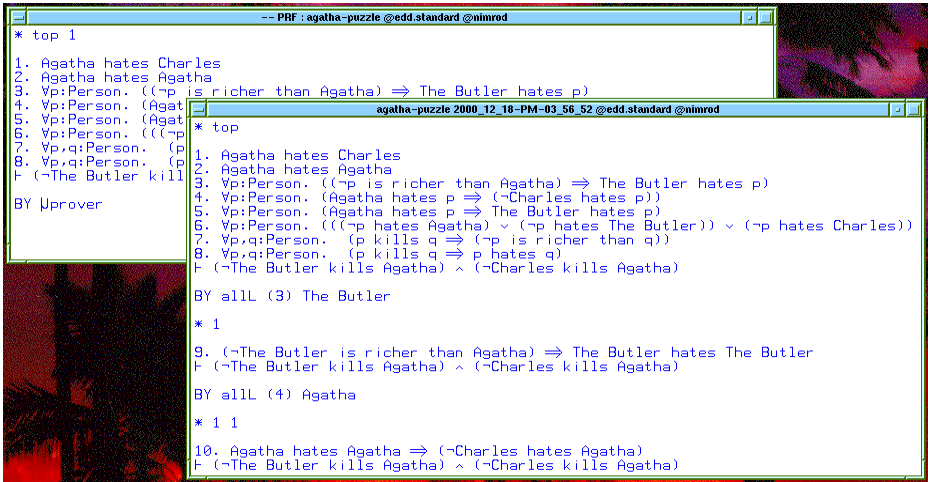 -- PRF : agatha-puzzle @edd.standard @nimrod
* top 1
1. Agatha hates Charles
2. Agatha hates Agatha
3. ∀p:Person. ((¬p is richer than Agatha) ⇒ The Butler hates p)
4. ∀p:Person. (Agat
5. ∀p:Person. (Agat
6. ∀p:Person. (((¬p
7. ∀p,q:Person.  (p
8. ∀p,q:Person.  (p
⊢ (¬The Butler kill
BY Jprover
agatha-puzzle 2000_12_18-PM-03_56_52 @edd.standard @nimrod
* top
1. Agatha hates Charles
2. Agatha hates Agatha
3. ∀p:Person. ((¬p is richer than Agatha) ⇒ The Butler hates p)
4. ∀p:Person. (Agatha hates p ⇒ (¬Charles hates p))
5. ∀p:Person. (Agatha hates p ⇒ The Butler hates p)
6. ∀p:Person. (((¬p hates Agatha) ∨ (¬p hates The Butler)) ∨ (¬p hates Charles))
7. ∀p,q:Person.  (p kills q ⇒ (¬p is richer than q))
8. ∀p,q:Person.  (p kills q ⇒ p hates q)
⊢ (¬The Butler kills Agatha) ∧ (¬Charles kills Agatha)
BY allL (3) The Butler
* 1
9. (¬The Butler is richer than Agatha) ⇒ The Butler hates The Butler
⊢ (¬The Butler kills Agatha) ∧ (¬Charles kills Agatha)
BY allL (4) Agatha
* 1 1
10. Agatha hates Agatha ⇒ (¬Charles hates Agatha)
⊢ (¬The Butler kills Agatha) ∧ (¬Charles kills Agatha)